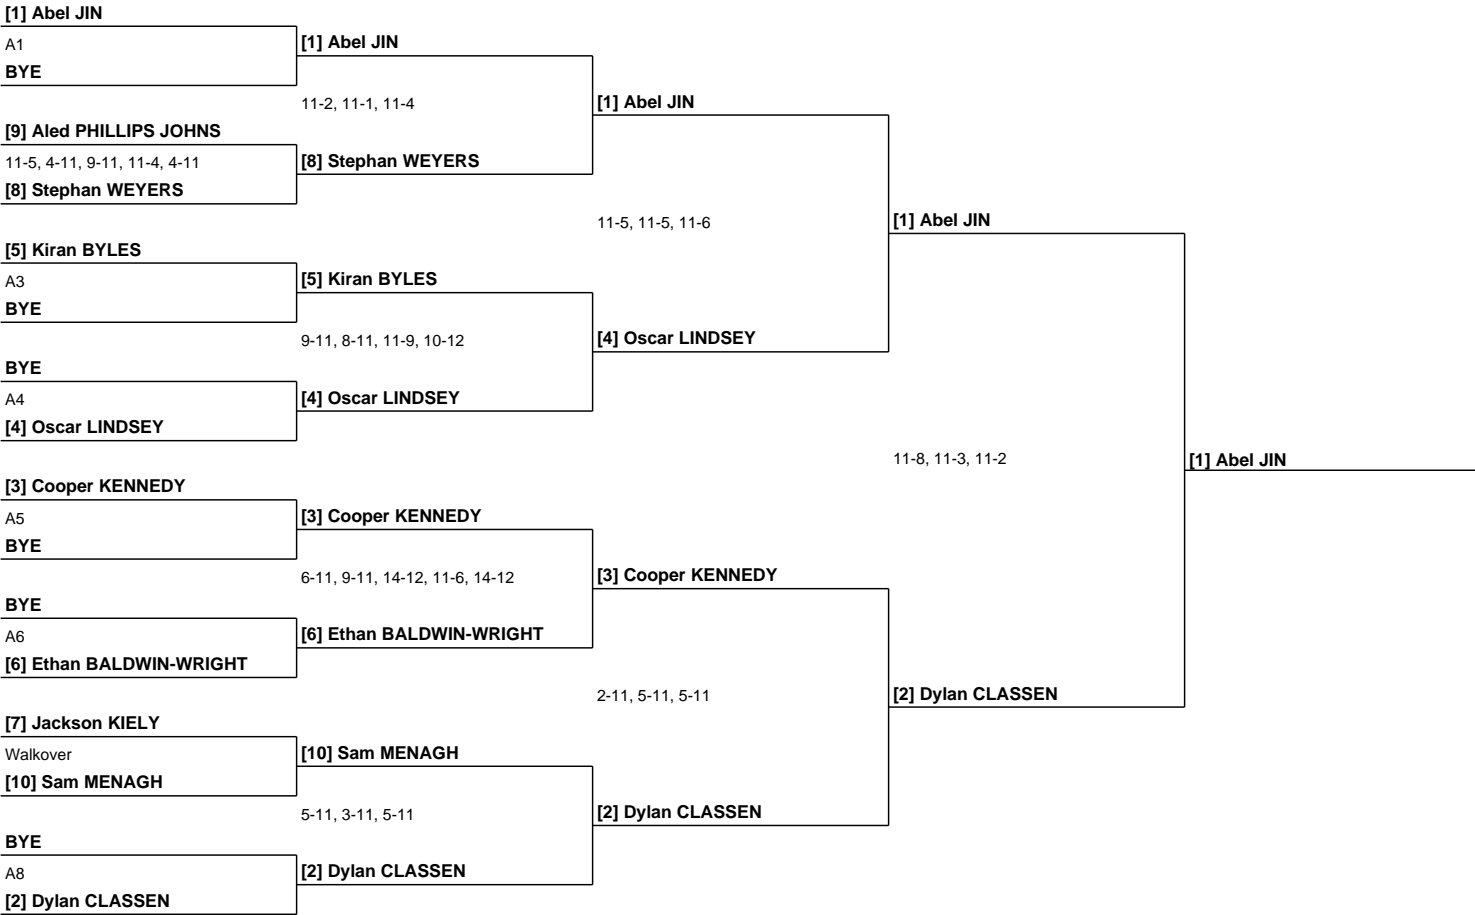 [1] Abel JIN
A1
BYE
[9] Aled PHILLIPS JOHNS
11-5, 4-11, 9-11, 11-4, 4-11
[8] Stephan WEYERS
[5] Kiran BYLES
A3
BYE
BYE
A4
[4] Oscar LINDSEY
[3] Cooper KENNEDY
A5
BYE
BYE
A6
[6] Ethan BALDWIN-WRIGHT
[7] Jackson KIELY
Walkover
[10] Sam MENAGH
BYE
A8
[2] Dylan CLASSEN
[1] Abel JIN
11-2, 11-1, 11-4
[8] Stephan WEYERS
[5] Kiran BYLES
9-11, 8-11, 11-9, 10-12
[4] Oscar LINDSEY
[3] Cooper KENNEDY
6-11, 9-11, 14-12, 11-6, 14-12
[6] Ethan BALDWIN-WRIGHT
[10] Sam MENAGH
5-11, 3-11, 5-11
[2] Dylan CLASSEN
[1] Abel JIN
11-5, 11-5, 11-6
[4] Oscar LINDSEY
[3] Cooper KENNEDY
2-11, 5-11, 5-11
[2] Dylan CLASSEN
[1] Abel JIN
11-8, 11-3, 11-2
[2] Dylan CLASSEN
[1] Abel JIN